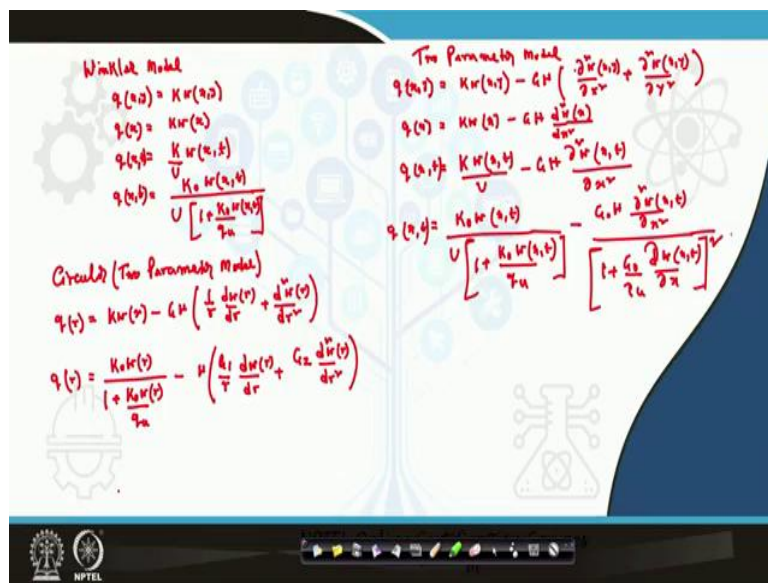 Winkler Model
q(x,y) = Kw(x,y)
q(x) = Kw(x)
q(x,t) = K/U w(x,t)
q(x,t) = K₀w(x,t) / U[1 + K₀w(x,t)/qu]
Circular (Two Parameter Model)
q(r) = Kw(r) - GH (1/r dw(r)/dr + d²w(r)/dr²)
q(r) = K₀w(r) / 1 + K₀w(r)/qu - H (G₁/r dw(r)/dr + G₂ d²w(r)/dr²)
Two Parameter Model
q(x,y) = Kw(x,y) - GH (∂²w(x,y)/∂x² + ∂²w(x,y)/∂y²)
q(x) = Kw(x) - GH d²w(x)/dx²
q(x,t) = Kw(x,t)/U - GH ∂²w(x,t)/∂x²
q(x,t) = K₀w(x,t) / U[1 + K₀w(x,t)/qu] - G₀H ∂²w(x,t)/∂x² / [1 + G₀/τu ∂w(x,t)/∂x]²
NPTEL